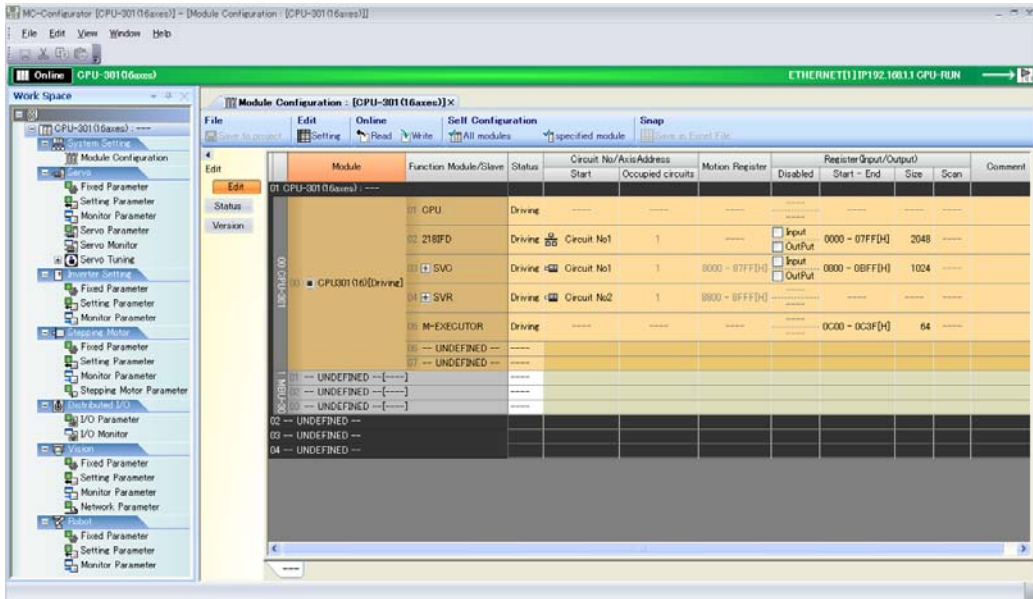 MC-Configurator [CPU-301(16axes)] - [Module Configuration : [CPU-301(16axes)]]
File Edit View Window Help
Online CPU-301(16axes) ETHERNET[1] IP192.168.1.1 CPU-RUN
Work Space
Module Configuration : [CPU-301(16axes)]
File Edit Online Self Configuration Snap
Save to project Setting Read Write All modules specified module Save in Excel File
CPU-301(16axes) : ----
System Setting
Module Configuration
Servo
Fixed Parameter
Setting Parameter
Monitor Parameter
Servo Parameter
Servo Monitor
Servo Tuning
Inverter Setting
Fixed Parameter
Setting Parameter
Monitor Parameter
Stepping Motor
Fixed Parameter
Setting Parameter
Monitor Parameter
Stepping Motor Parameter
Distributed I/O
I/O Parameter
I/O Monitor
Vision
Fixed Parameter
Setting Parameter
Monitor Parameter
Network Parameter
Robot
Fixed Parameter
Setting Parameter
Monitor Parameter
Edit
Edit
Status
Version
Module Function Module/Slave Status Circuit No/AxisAddress Motion Register Register(Input/Output) Comment
Start Occupied circuits Disabled Start - End Size Scan
01 CPU-301(16axes) : ----
00 CPU-301
00 CPU301(16)[Driving]
01 CPU Driving ---- ---- ---- ---- ---- ---- ----
02 218IFD Driving Circuit No1 1 ---- Input OutPut 0000 - 07FF[H] 2048 ----
03 SVC Driving Circuit No1 1 8000 - 87FF[H] Input OutPut 0800 - 0BFF[H] 1024 ----
04 SVR Driving Circuit No2 1 8800 - 8FFF[H] ---- ---- ---- ----
05 M-EXECUTOR Driving ---- ---- ---- ---- 0C00 - 0C3F[H] 64 ----
06 -- UNDEFINED -- ----
07 -- UNDEFINED -- ----
01 -- UNDEFINED --[----] ----
02 -- UNDEFINED --[----] ----
03 -- UNDEFINED --[----] ----
02 -- UNDEFINED --
03 -- UNDEFINED --
04 -- UNDEFINED --
----